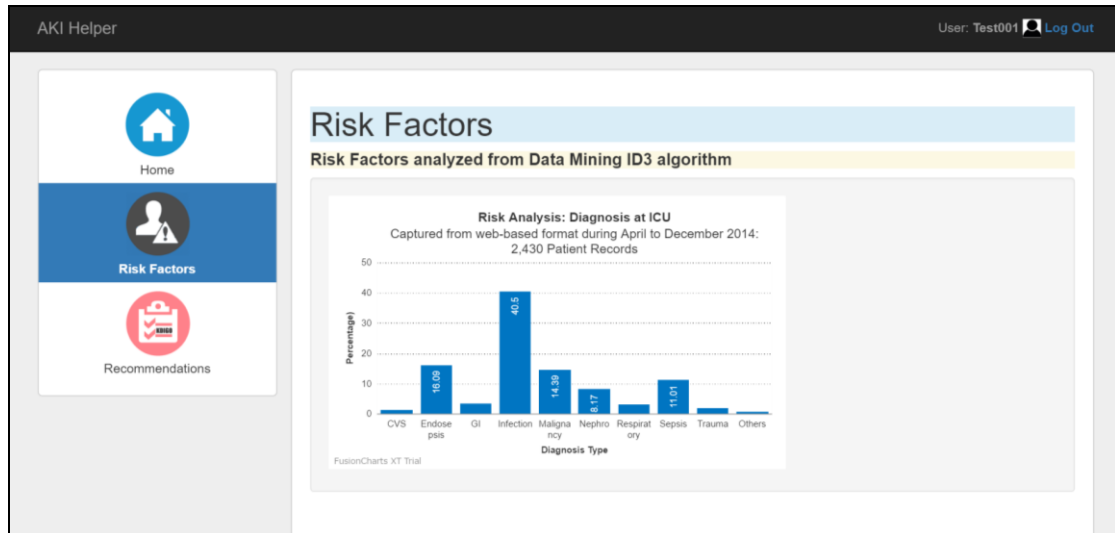 AKI Helper
User: Test001 Log Out
Home
Risk Factors
Recommendations
Risk Factors
Risk Factors analyzed from Data Mining ID3 algorithm
Risk Analysis: Diagnosis at ICU
Captured from web-based format during April to December 2014:
2,430 Patient Records
Percentage)
50
40
30
20
10
0
16.09
40.5
14.39
8.17
11.01
CVS Endose GI Infection Maligna Nephro Respirat Sepsis Trauma Others
psis ncy ory
Diagnosis Type
FusionCharts XT Trial